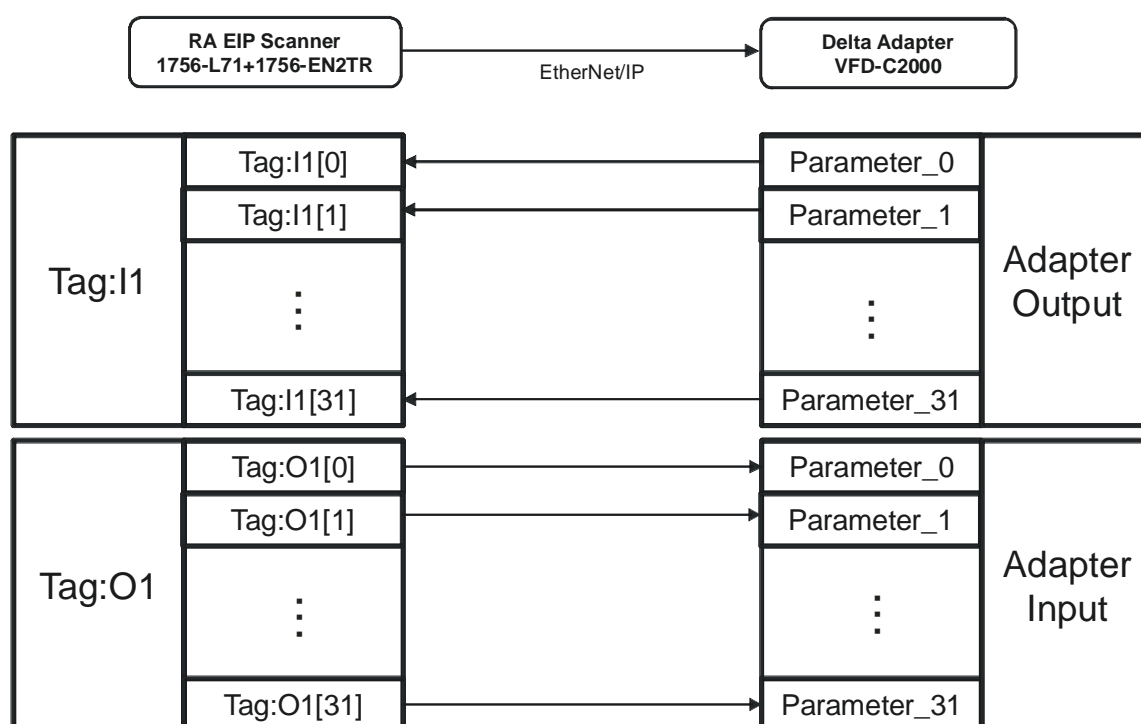 RA EIP Scanner
1756-L71+1756-EN2TR
EtherNet/IP
Delta Adapter
VFD-C2000
Tag:I1
Tag:I1[0]
Tag:I1[1]
⋮
Tag:I1[31]
Parameter_0
Parameter_1
⋮
Parameter_31
Adapter
Output
Tag:O1
Tag:O1[0]
Tag:O1[1]
⋮
Tag:O1[31]
Parameter_0
Parameter_1
⋮
Parameter_31
Adapter
Input